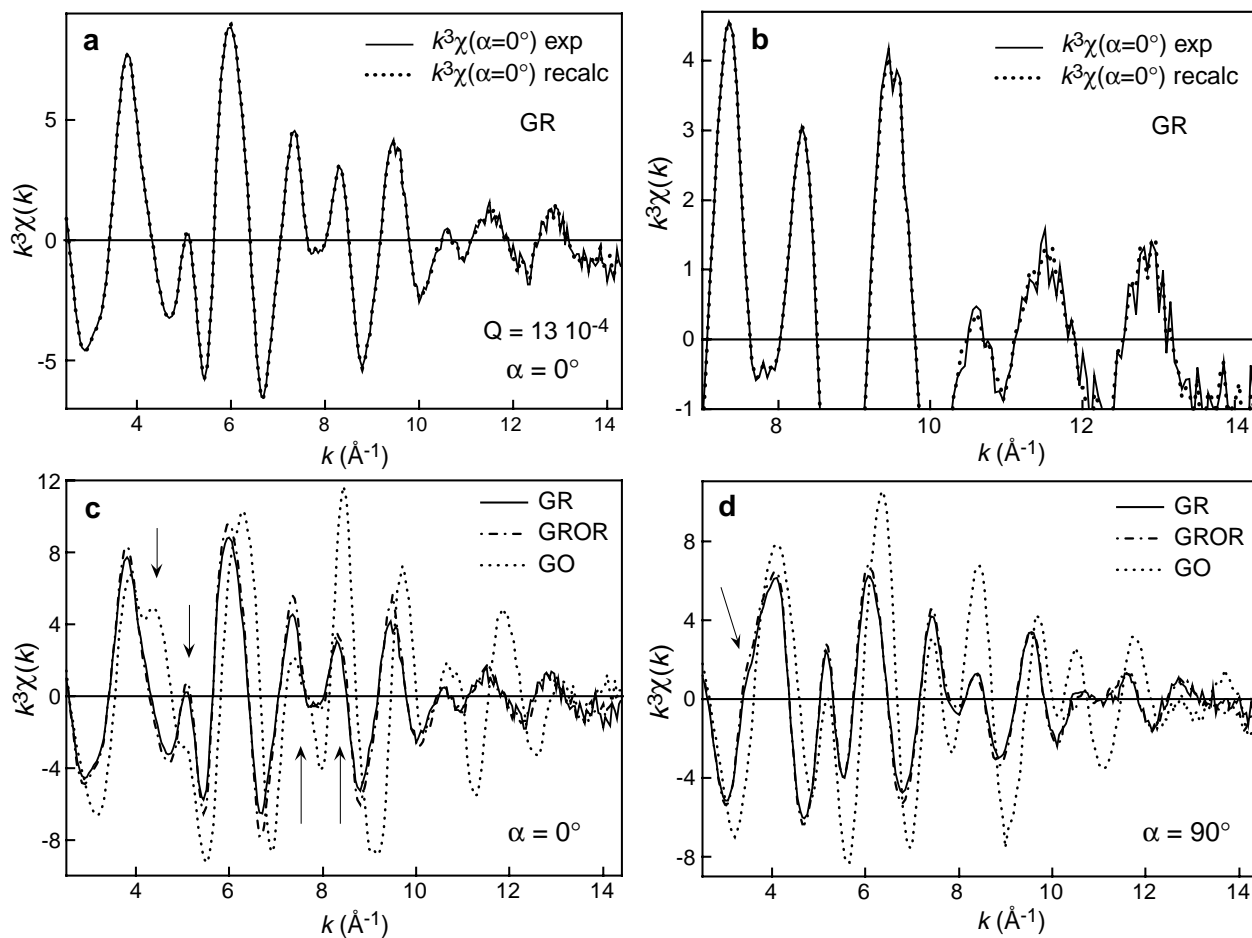 a
k³χ(α=0°) exp
k³χ(α=0°) recalc
GR
Q = 13 10⁻⁴
α = 0°
5
0
-5
k³χ(k)
4 6 8 10 12 14
k (Å⁻¹)
b
k³χ(α=0°) exp
k³χ(α=0°) recalc
GR
4
3
2
1
0
-1
k³χ(k)
8 10 12 14
k (Å⁻¹)
c
GR
GROR
GO
α = 0°
12
8
4
0
-4
-8
k³χ(k)
4 6 8 10 12 14
k (Å⁻¹)
d
GR
GROR
GO
α = 90°
8
4
0
-4
-8
k³χ(k)
4 6 8 10 12 14
k (Å⁻¹)